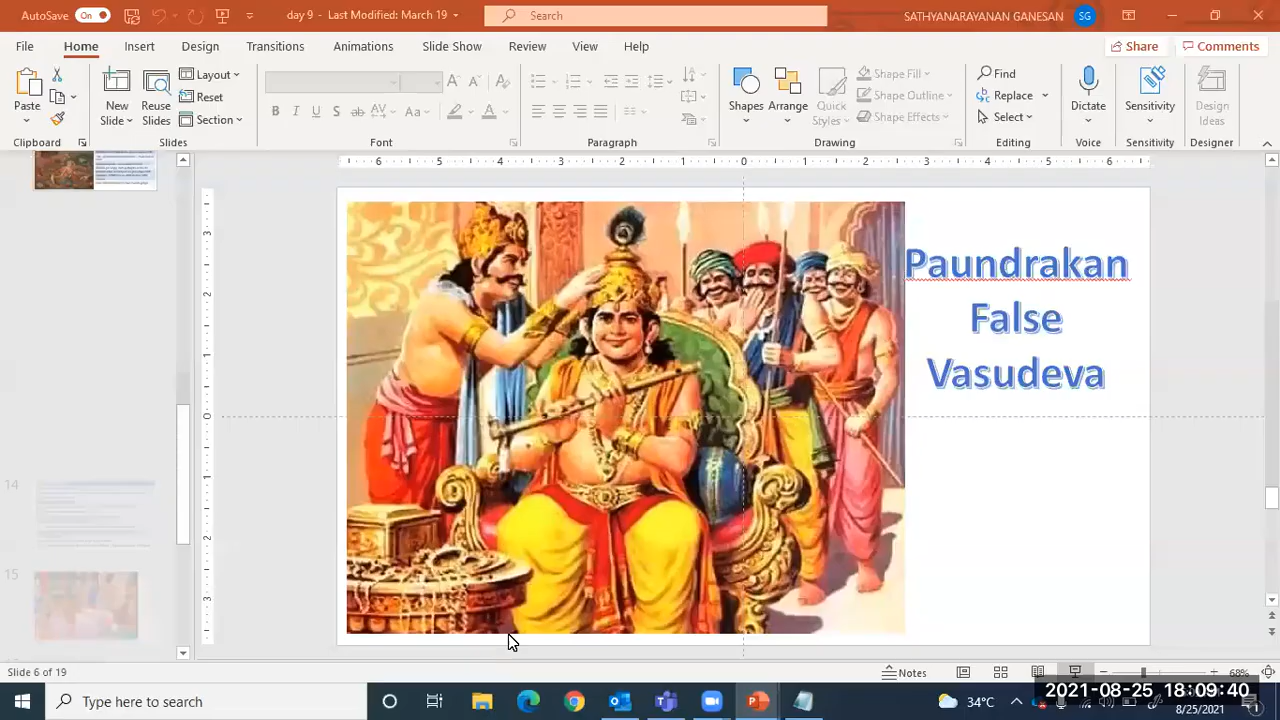 AutoSave On day 9 - Last Modified: March 19 Search SATHYANARAYANAN GANESAN SG
File Home Insert Design Transitions Animations Slide Show Review View Help Share Comments
Paste New Slide Reuse Slides Layout Reset Section Shapes Arrange Quick Styles Shape Fill Shape Outline Shape Effects Find Replace Select Dictate Sensitivity Design Ideas
Clipboard Slides Font Paragraph Drawing Editing Voice Sensitivity Designer
Paundrakan
False
Vasudeva
14
15
Slide 6 of 19 Notes 68%
Type here to search 34°C 2021-08-25 18:09:40
8/25/2021